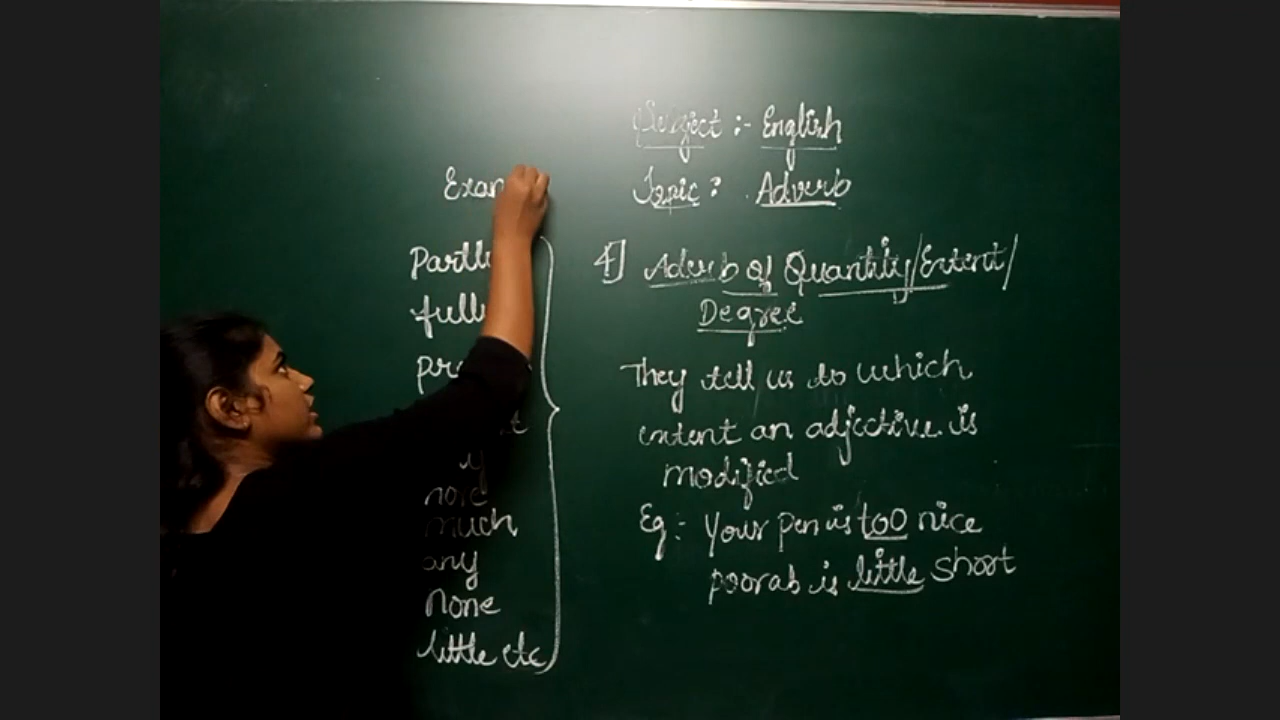 Subject :- English
Topic : Adverb
4] Adverb of Quantity/Extent/
Degree
They tell us to which
extent an adjective is
modified
Eg : Your pen is too nice
poorab is little short
Exam
Partl
full
pre
more
much
any
none
little etc